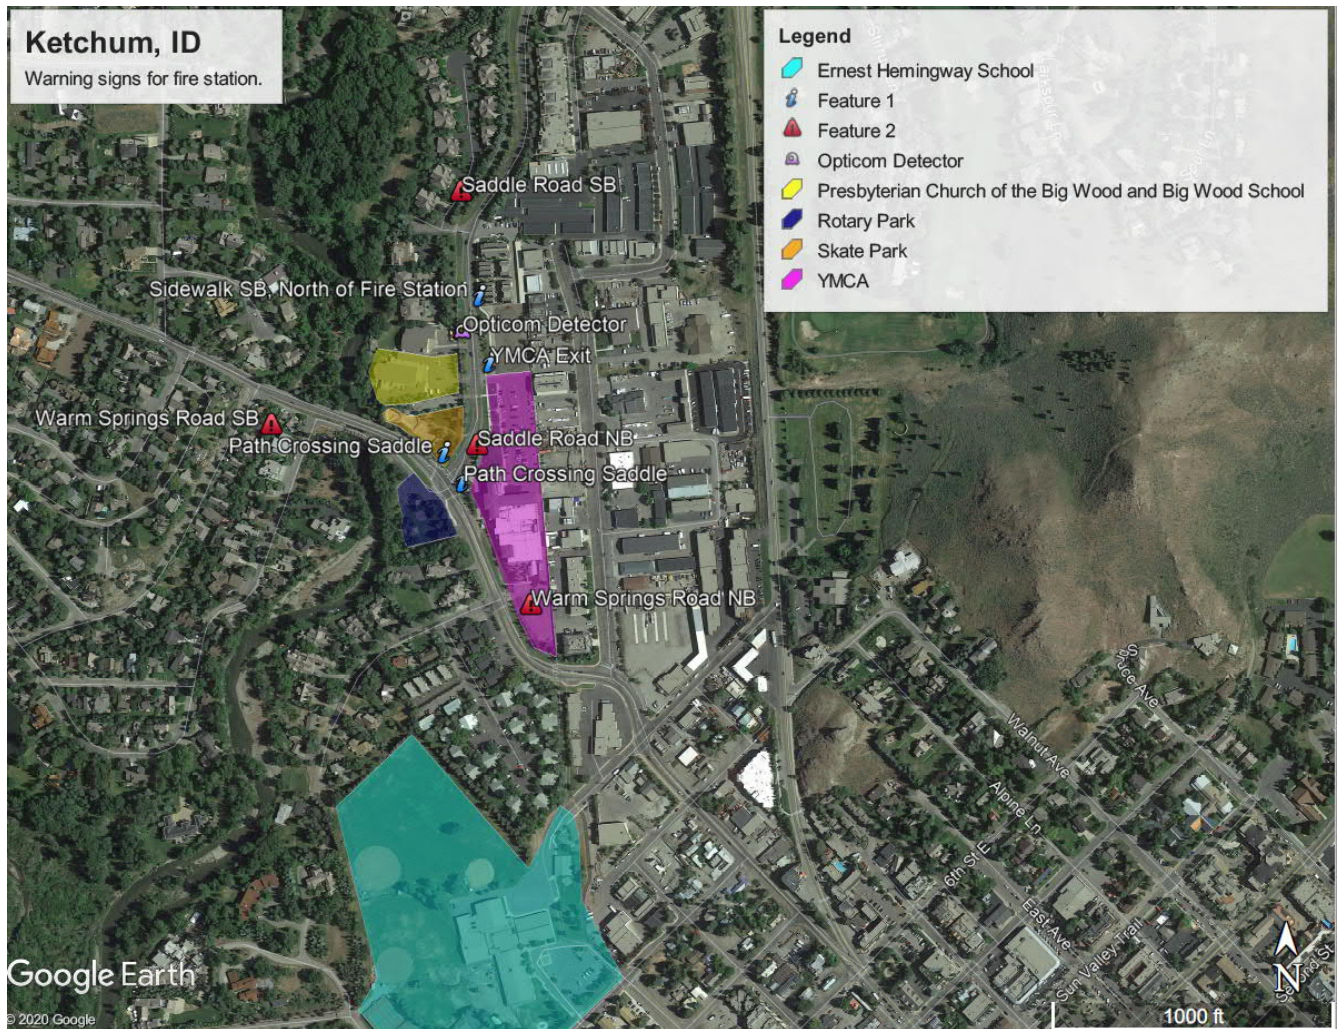 Ketchum, ID
Warning signs for fire station.
Legend
Ernest Hemingway School
Feature 1
Feature 2
Opticom Detector
Presbyterian Church of the Big Wood and Big Wood School
Rotary Park
Skate Park
YMCA
Saddle Road SB
Sidewalk SB, North of Fire Station
Opticom Detector
YMCA Exit
Warm Springs Road SB
Saddle Road NB
Path Crossing Saddle
Path Crossing Saddle
Warm Springs Road NB
Walnut Ave
Alpine Ln
6th St E
East Ave
Sun Valley Trail
Google Earth
N
© 2020 Google
1000 ft